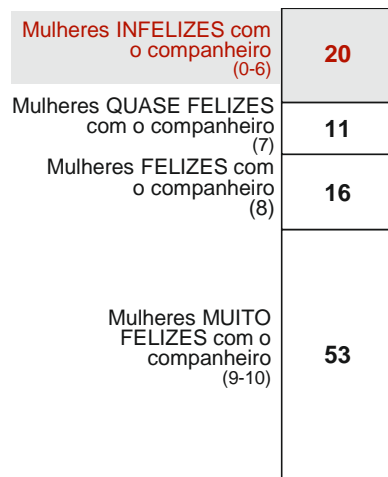 Mulheres INFELIZES com
o companheiro
(0-6)
20
Mulheres QUASE FELIZES
com o companheiro
(7)
11
Mulheres FELIZES com
o companheiro
(8)
16
Mulheres MUITO
FELIZES com o
companheiro
(9-10)
53